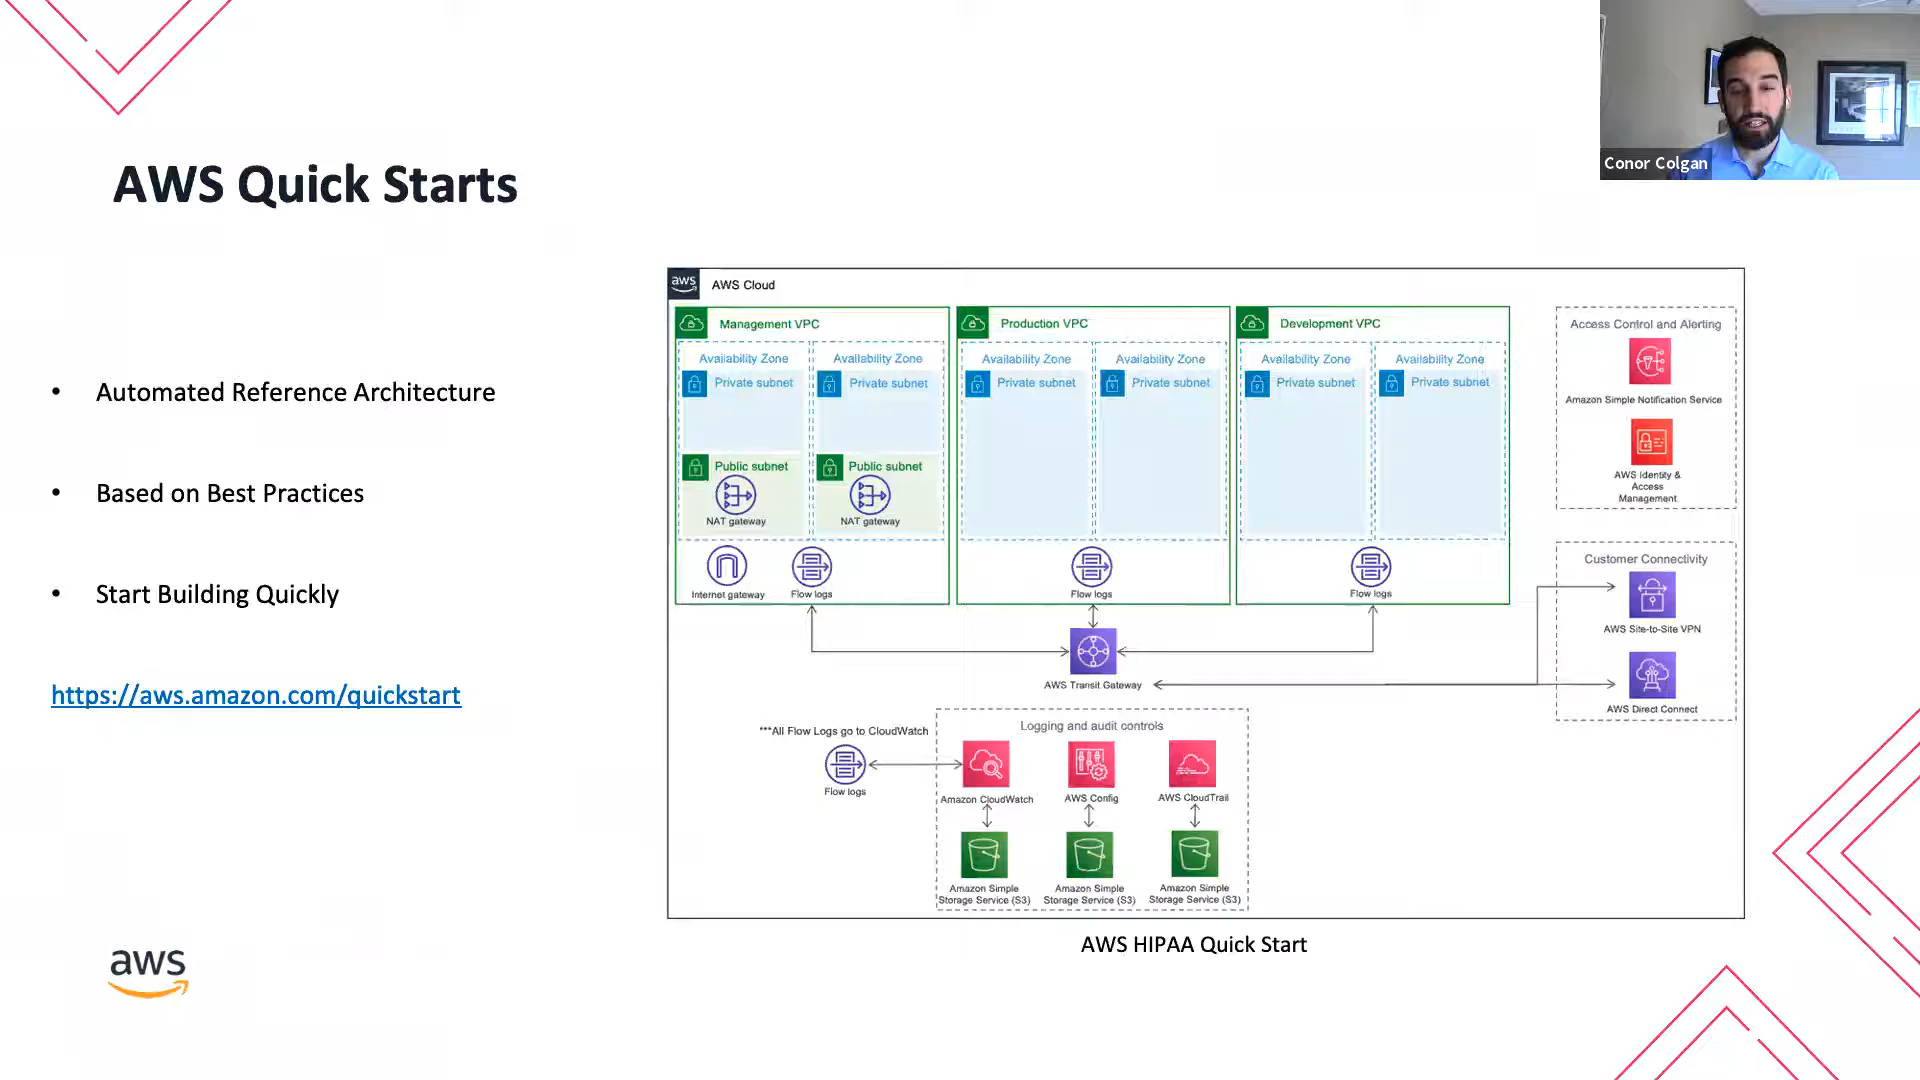 Conor Colgan
AWS Quick Starts
• Automated Reference Architecture
• Based on Best Practices
• Start Building Quickly
https://aws.amazon.com/quickstart
aws
aws
AWS Cloud
Management VPC
Availability Zone
Availability Zone
Private subnet
Private subnet
Public subnet
Public subnet
NAT gateway
NAT gateway
Internet gateway
Flow logs
Production VPC
Availability Zone
Availability Zone
Private subnet
Private subnet
Flow logs
Development VPC
Availability Zone
Availability Zone
Private subnet
Private subnet
Flow logs
Access Control and Alerting
Amazon Simple Notification Service
AWS Identity &
Access
Management
Customer Connectivity
AWS Site-to-Site VPN
AWS Direct Connect
AWS Transit Gateway
***All Flow Logs go to CloudWatch
Flow logs
Logging and audit controls
Amazon CloudWatch
AWS Config
AWS CloudTrail
Amazon Simple
Storage Service (S3)
Amazon Simple
Storage Service (S3)
Amazon Simple
Storage Service (S3)
AWS HIPAA Quick Start